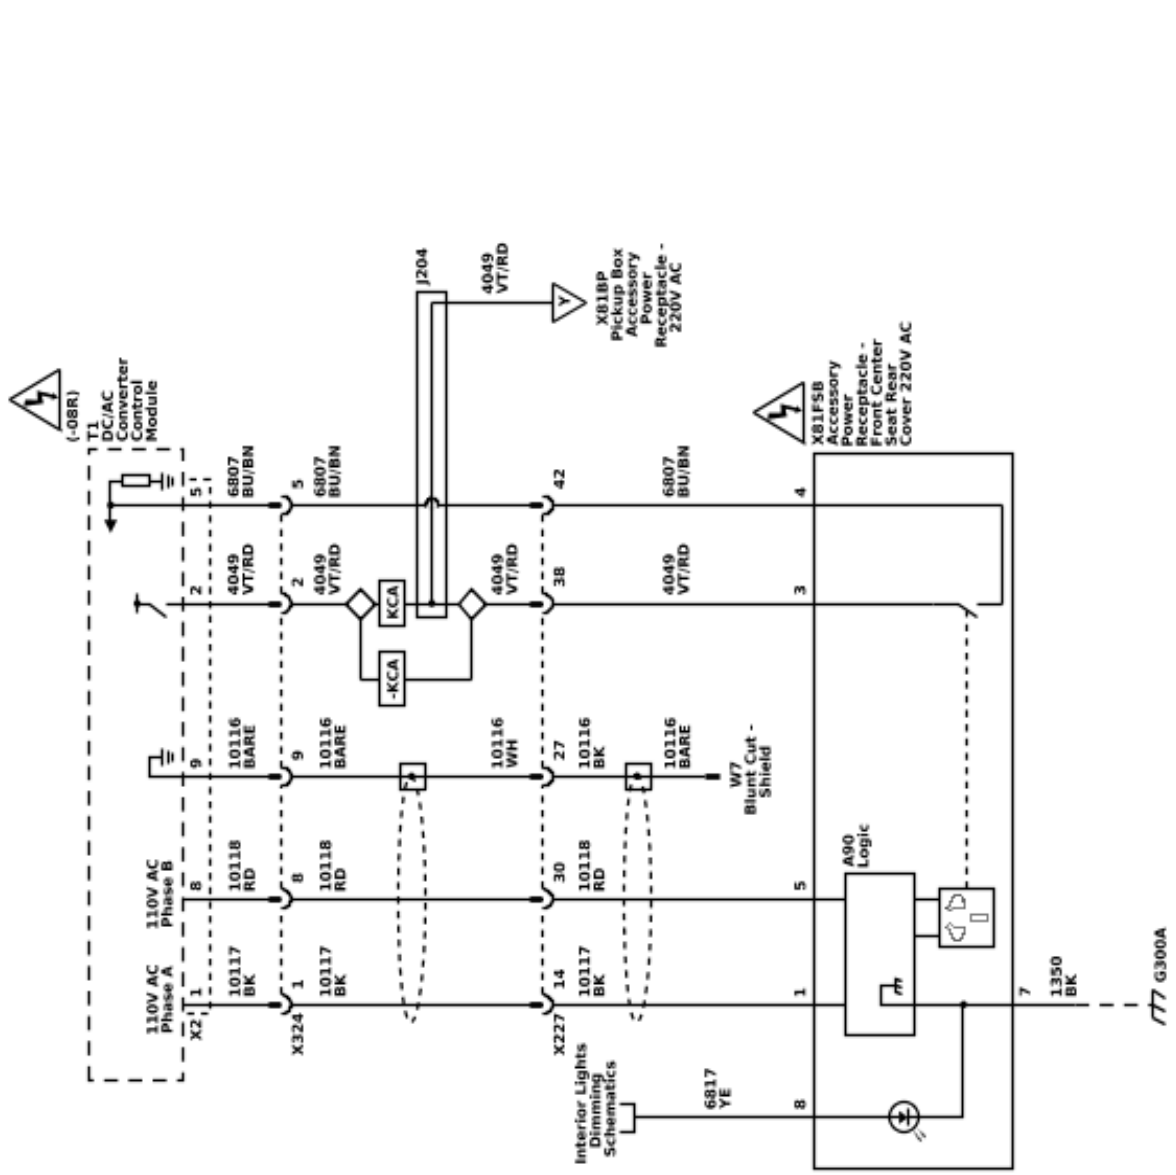 (-08R)
T1
DC/AC
Converter
Control
Module
5
2
9
110V AC
Phase B
8
110V AC
Phase A
1
X2
6807
BU/BN
4049
VT/RD
10116
BARE
10118
RD
10117
BK
5
2
9
8
1
X324
6807
BU/BN
4049
VT/RD
10116
BARE
10118
RD
10117
BK
KCA
-KCA
J204
4049
VT/RD
Y
X81BP
Pickup Box
Accessory
Power
Receptacle -
220V AC
4049
VT/RD
10116
WH
42
38
27
30
14
X227
10116
BK
10118
RD
10117
BK
6807
BU/BN
4049
VT/RD
10116
BARE
W7
Blunt Cut -
Shield
Interior Lights
Dimming
Schematics
6817
YE
4
3
5
1
8
X81FSB
Accessory
Power
Receptacle -
Front Center
Seat Rear
Cover 220V AC
A90
Logic
7
1350
BK
G300A